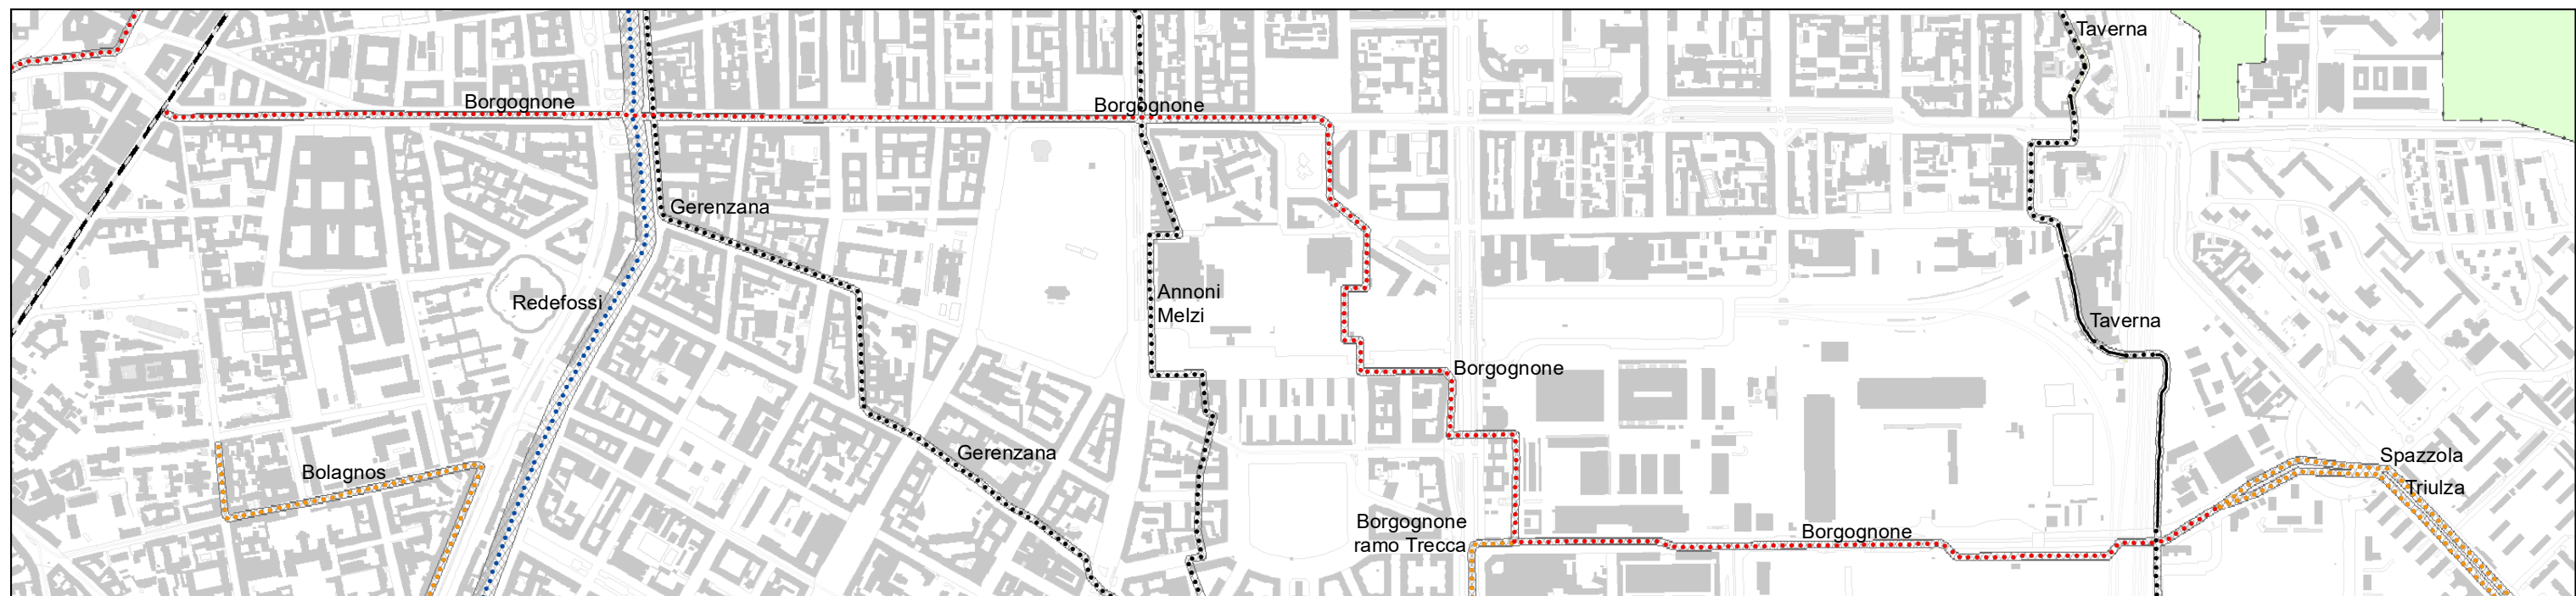 Taverna
Borgognone
Borgognone
Gerenzana
Annoni
Melzi
Redefossi
Taverna
Borgognone
Gerenzana
Spazzola
Bolagnos
Triulza
Borgognone
ramo Trecca
Borgognone